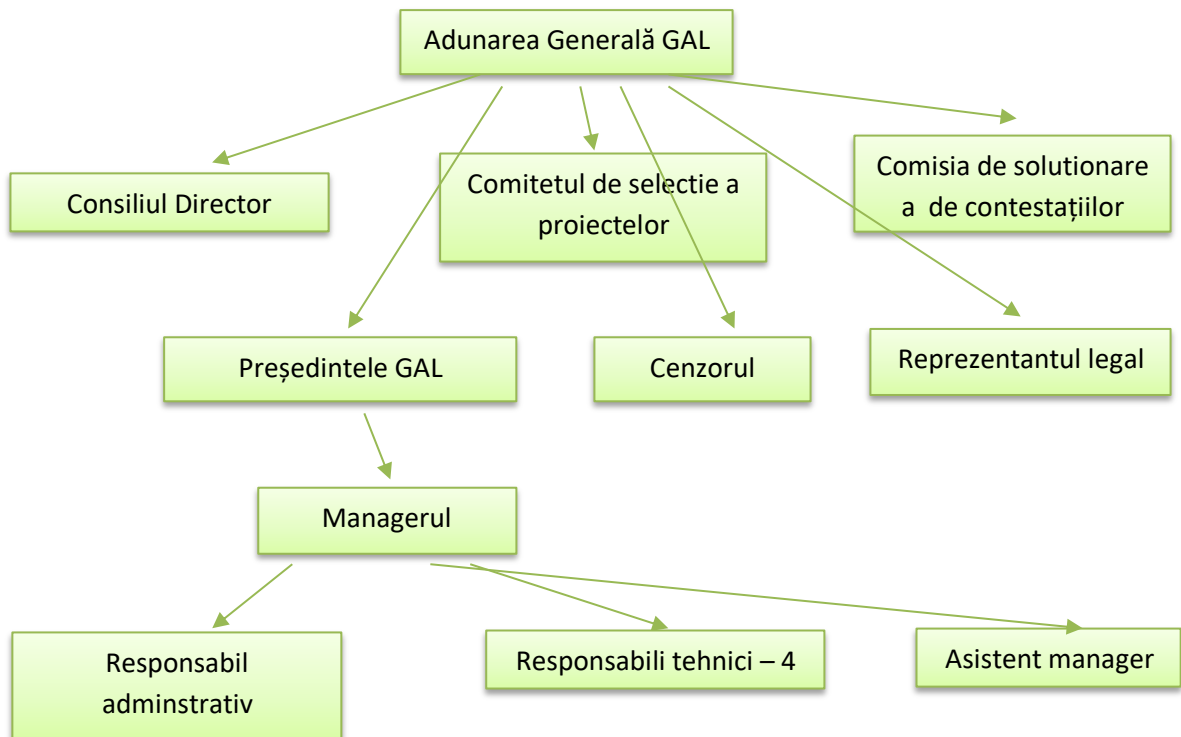 Adunarea Generală GAL
Consiliul Director
Comitetul de selectie a
proiectelor
Comisia de solutionare
a de contestațiilor
Președintele GAL
Cenzorul
Reprezentantul legal
Managerul
Responsabil
adminstrativ
Responsabili tehnici – 4
Asistent manager